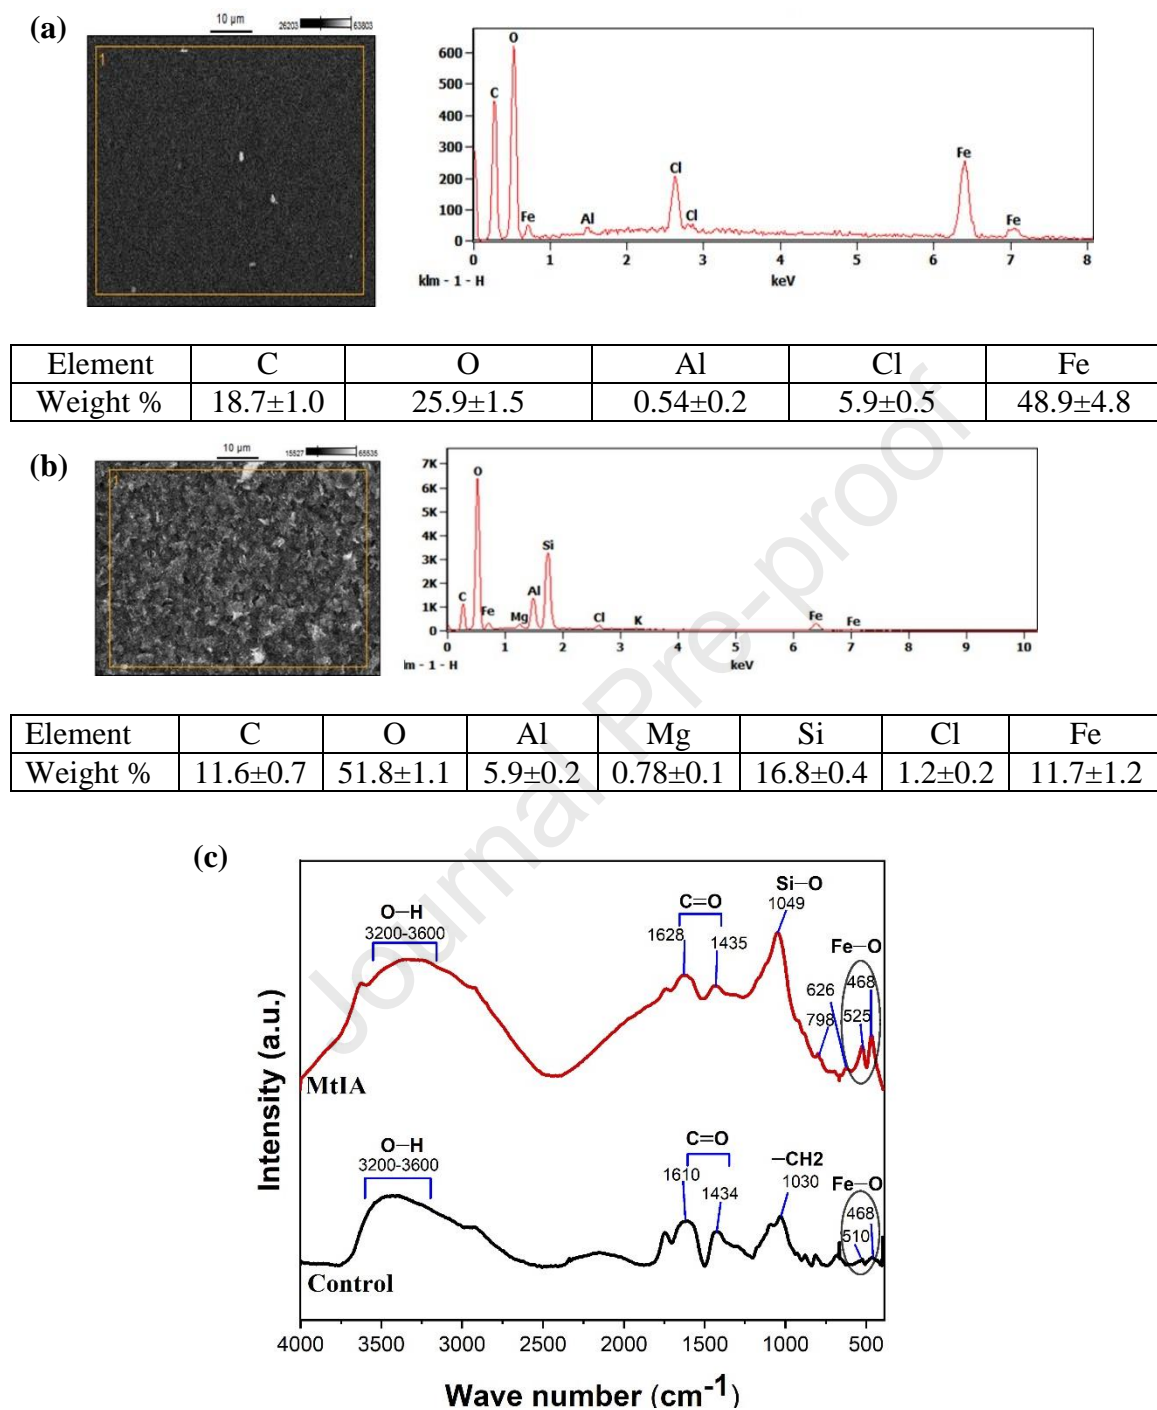 (a)
10 µm
26203 53803
1
600
500
400
300
200
100
0
O
C
Fe
Al
Cl
Cl
Fe
Fe
0 1 2 3 4 5 6 7 8
klm - 1 - H
keV
Element C O Al Cl Fe
Weight % 18.7±1.0 25.9±1.5 0.54±0.2 5.9±0.5 48.9±4.8
(b)
10 µm
15527 65535
1
7K
6K
5K
4K
3K
2K
1K
0
O
Si
C
Fe
Mg
Al
Cl
K
Fe
Fe
0 1 2 3 4 5 6 7 8 9 10
lm - 1 - H
keV
Element C O Al Mg Si Cl Fe
Weight % 11.6±0.7 51.8±1.1 5.9±0.2 0.78±0.1 16.8±0.4 1.2±0.2 11.7±1.2
Journal Pre-proof
(c)
Intensity (a.u.)
O—H
3200-3600
C=O
1628
1435
Si—O
1049
Fe—O
626
468
798
525
MtIA
O—H
3200-3600
C=O
1610
1434
—CH2
1030
Fe—O
468
510
Control
4000 3500 3000 2500 2000 1500 1000 500
Wave number (cm-1)